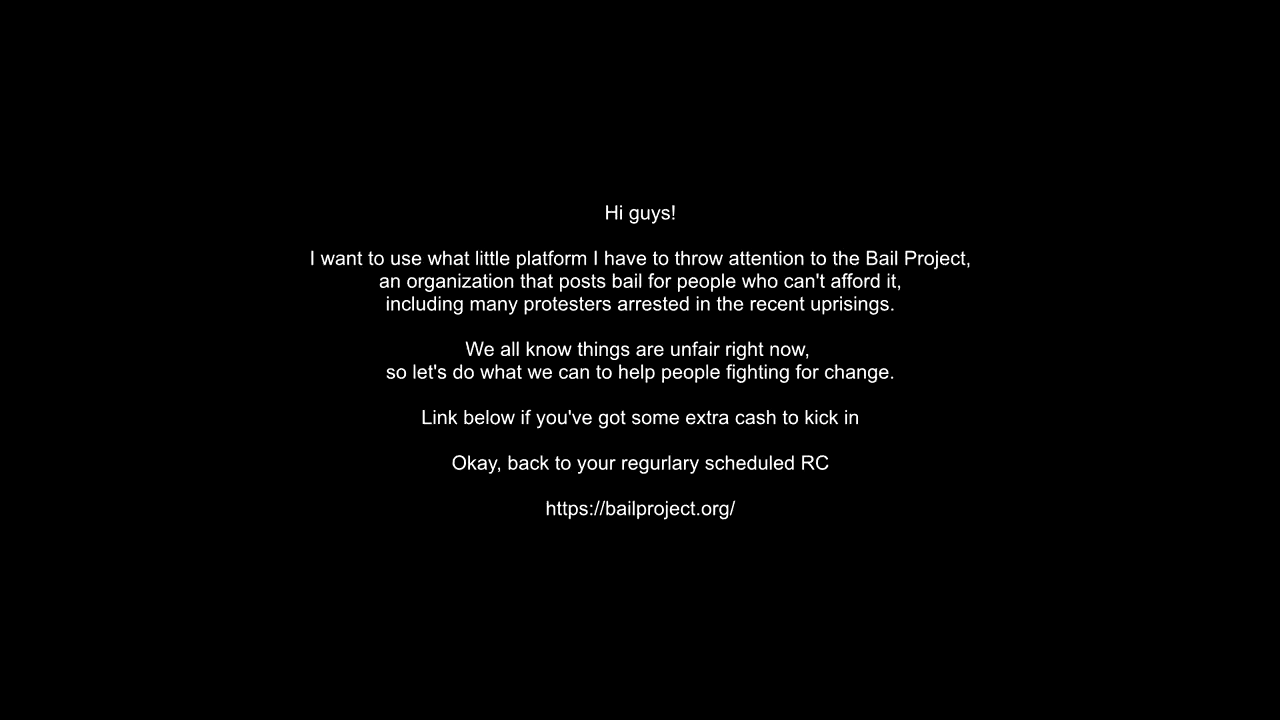 Hi guys!
I want to use what little platform I have to throw attention to the Bail Project,
an organization that posts bail for people who can't afford it,
including many protesters arrested in the recent uprisings.
We all know things are unfair right now,
so let's do what we can to help people fighting for change.
Link below if you've got some extra cash to kick in
Okay, back to your regurlary scheduled RC
https://bailproject.org/